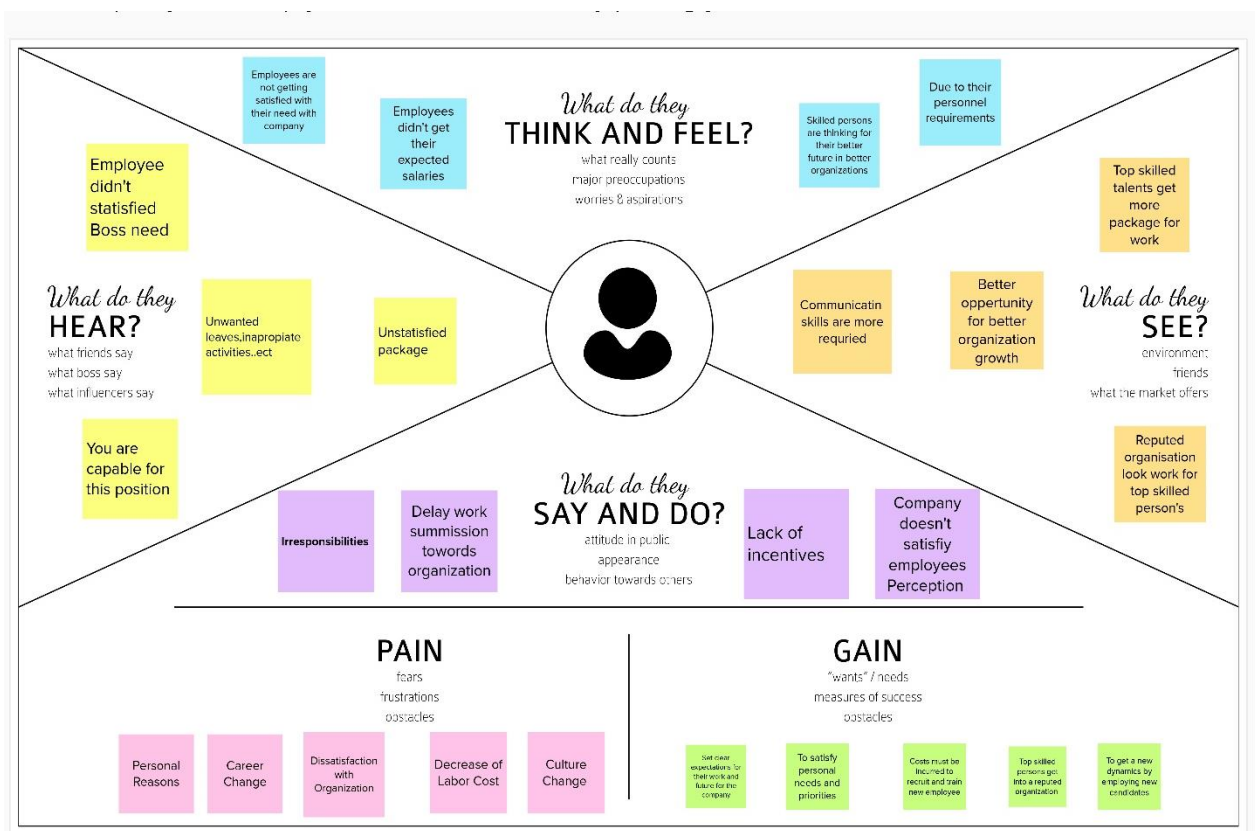 Employees are
not getting
satisfied with
their need with
company
Employees
didn't get
their
expected
salaries
What do they
THINK AND FEEL?
what really counts
major preoccupations
worries & aspirations
Skilled persons
are thinking for
their better
future in better
organizations
Due to their
personnel
requirements
Employee
didn't
statisfied
Boss need
What do they
HEAR?
what friends say
what boss say
what influencers say
Unwanted
leaves,inapropiate
activities..ect
Unstatisfied
package
You are
capable for
this position
Top skilled
talents get
more
package for
work
Communicatin
skills are more
requried
Better
oppertunity
for better
organization
growth
What do they
SEE?
environment
friends
what the market offers
Reputed
organisation
look work for
top skilled
person's
Irresponsibilities
Delay work
summission
towords
organization
What do they
SAY AND DO?
attitude in public
appearance
behavior towards others
Lack of
incentives
Company
doesn't
satisfiy
employees
Perception
PAIN
fears
frustrations
obstacles
Personal
Reasons
Career
Change
Dissatisfaction
with
Organization
Decrease of
Labor Cost
Culture
Change
GAIN
"wants" / needs
measures of success
obstacles
Set clear
expectations for
their work and
future for the
company
To satisfy
personal
needs and
priorities
Costs must be
incurred to
recruit and train
new employee
Top skilled
persons get
into a reputed
organization
To get a new
dynamics by
employing new
candidates